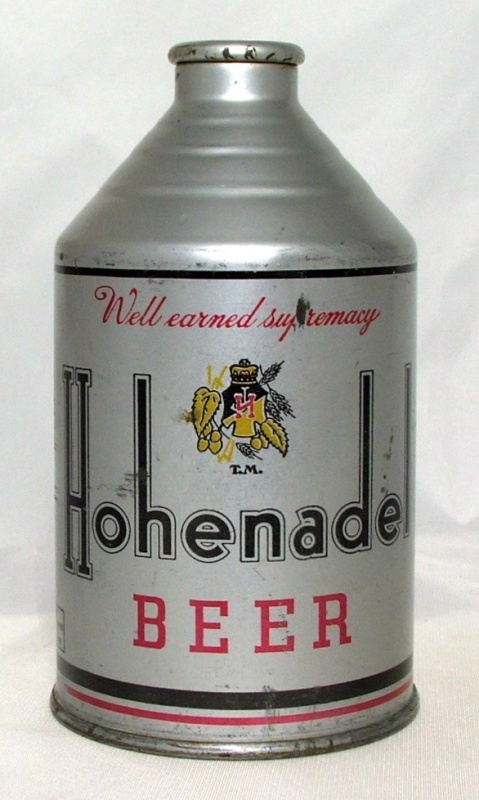 Well earned supremacy
H
T.M.
Hohenadel
BEER